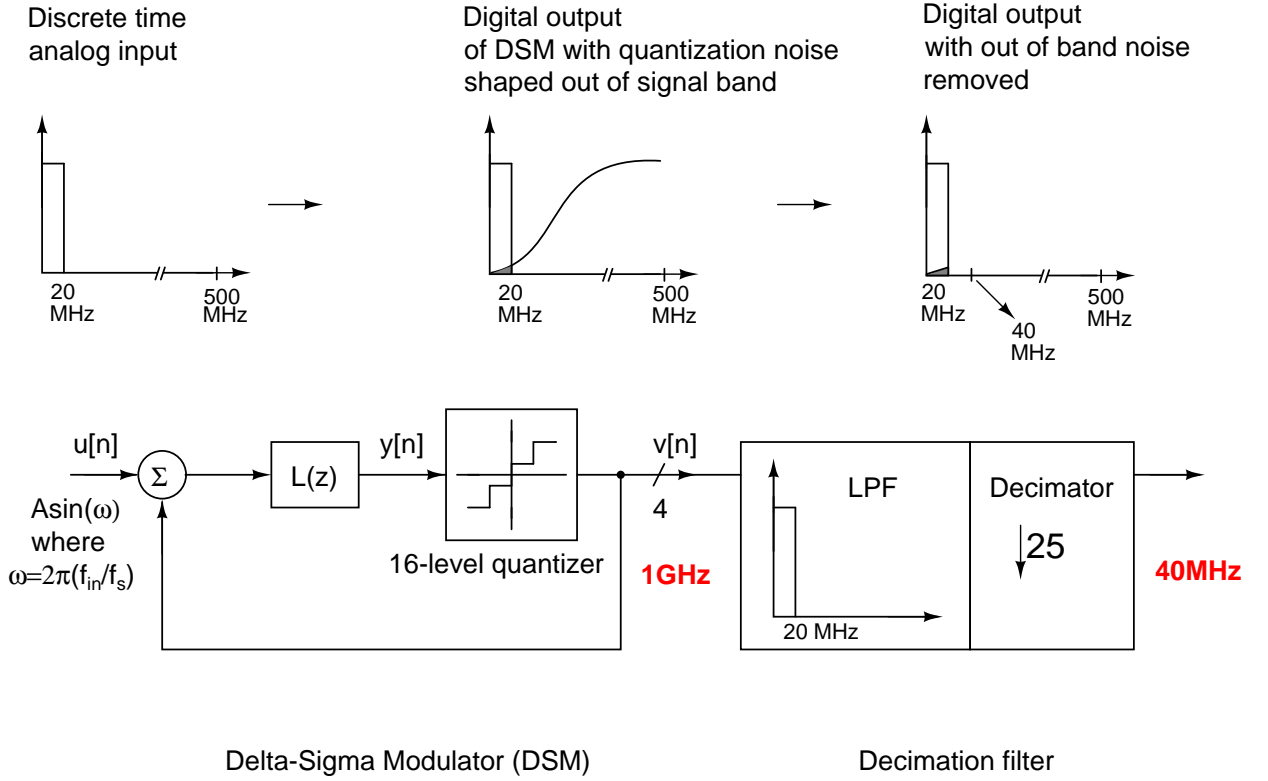 Discrete time
analog input
Digital output
of DSM with quantization noise
shaped out of signal band
Digital output
with out of band noise
removed
20
MHz
500
MHz
20
MHz
500
MHz
20
MHz
40
MHz
500
MHz
u[n]
Σ
L(z)
y[n]
v[n]
4
LPF
Decimator
25
Asin(ω)
where
ω=2π(fin/fs)
16-level quantizer
1GHz
40MHz
20 MHz
Delta-Sigma Modulator (DSM)
Decimation filter